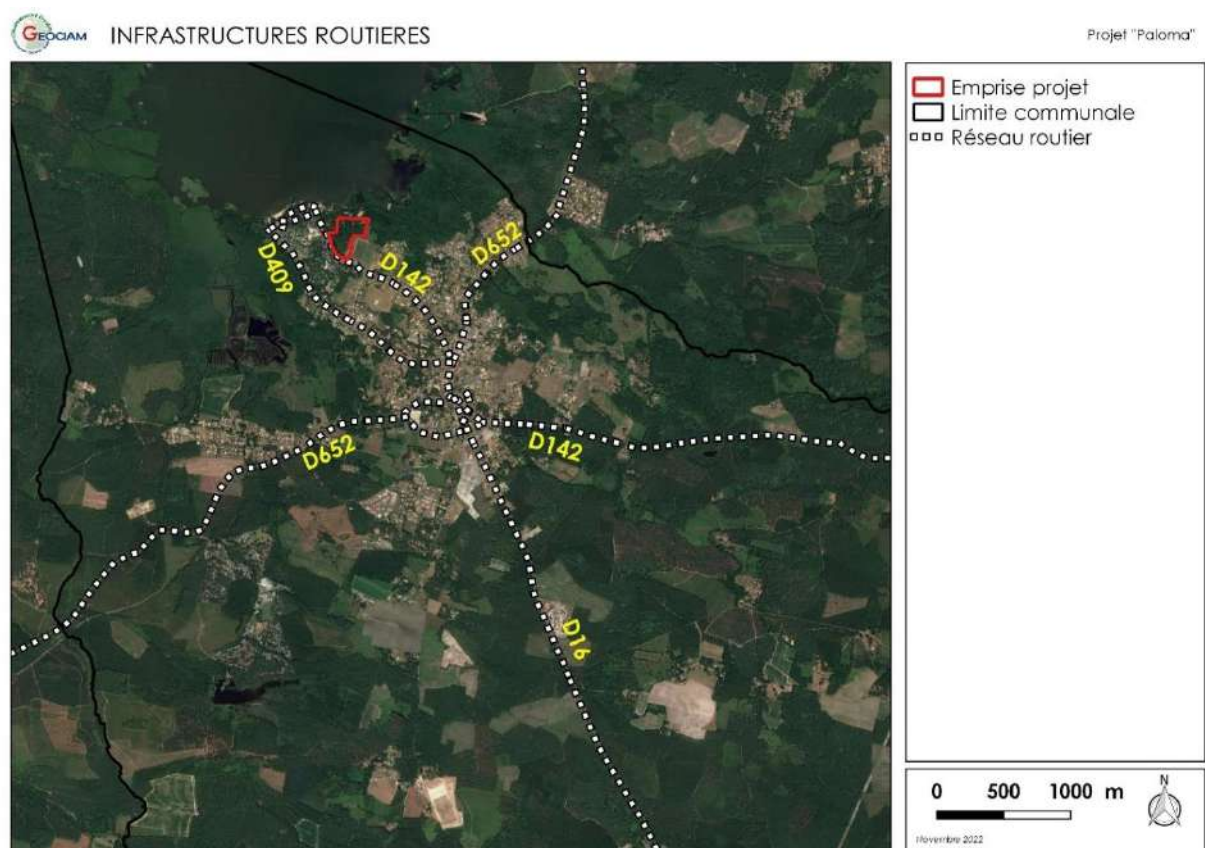 GEOCIAM
INFRASTRUCTURES ROUTIERES
Projet "Paloma"
Emprise projet
Limite communale
Réseau routier
D652
D142
D409
D652
D142
D16
0 500 1000 m
N
Novembre 2022